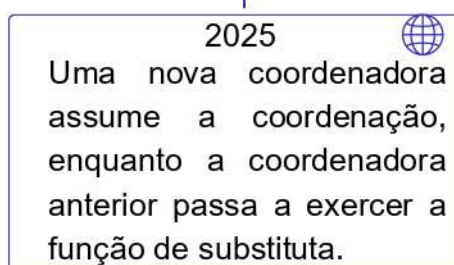 2025
Uma nova coordenadora
assume a coordenação,
enquanto a coordenadora
anterior passa a exercer a
função de substituta.